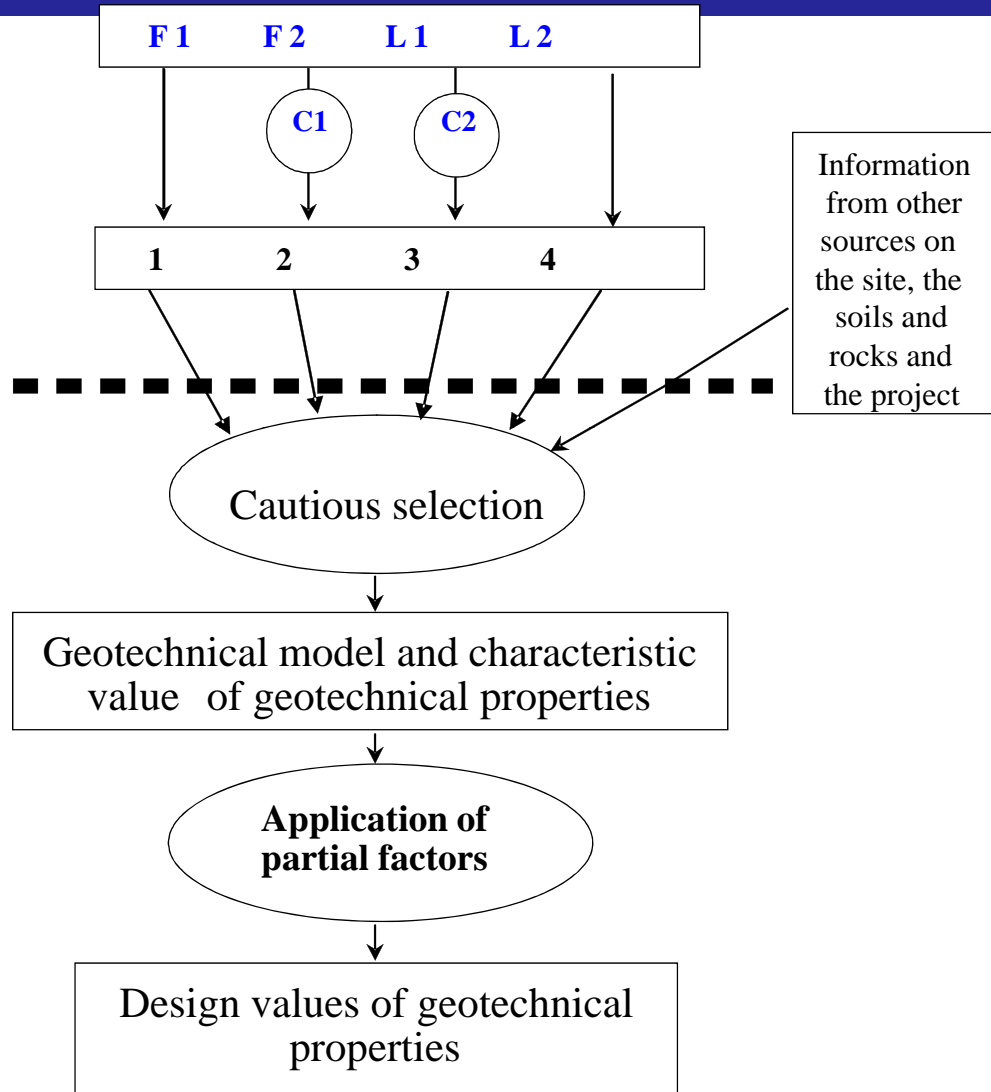 F 1 F 2 L 1 L 2
C1 C2
1 2 3 4
Information
from other
sources on
the site, the
soils and
rocks and
the project
Cautious selection
Geotechnical model and characteristic
value of geotechnical properties
Application of
partial factors
Design values of geotechnical
properties